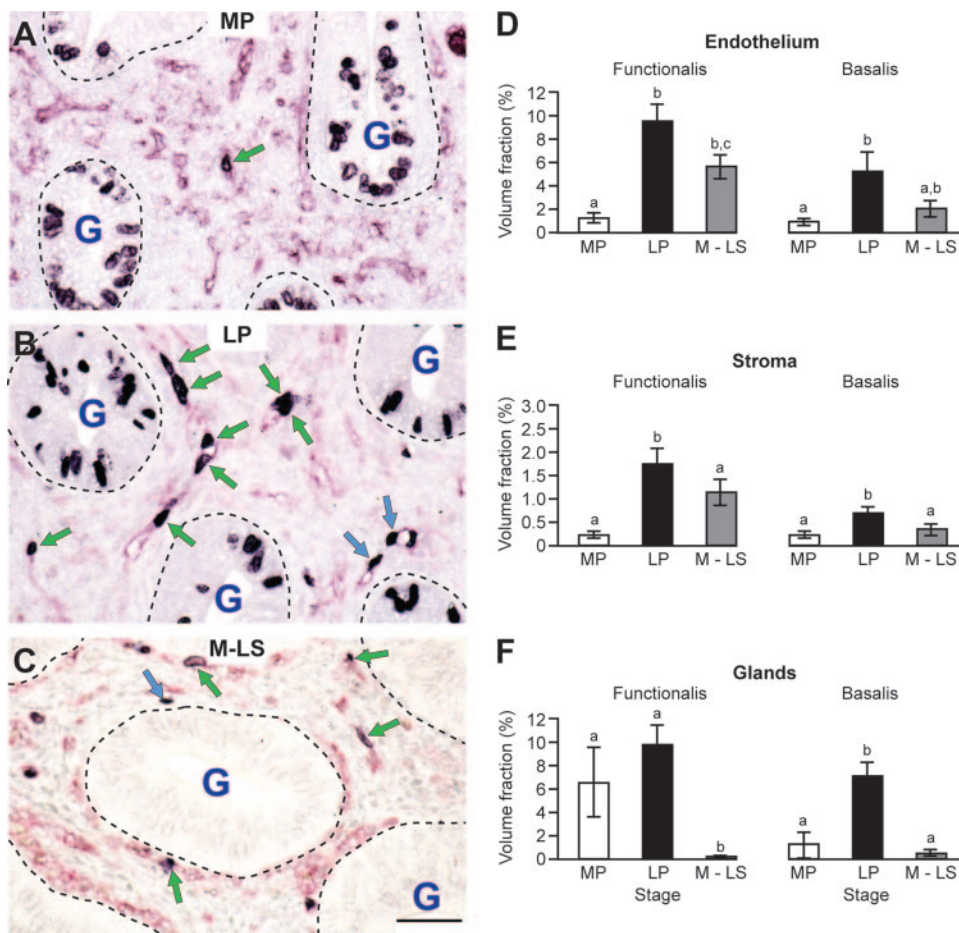 A
MP
G
G
B
LP
G
G
G
C
M-LS
G
G
D
Endothelium
Functionalis
Basalis
Volume fraction (%)
12
10
8
6
4
2
0
a
b
b,c
a
b
a,b
MP
LP
M - LS
MP
LP
M - LS
E
Stroma
Functionalis
Basalis
Volume fraction (%)
3.0
2.5
2.0
1.5
1.0
0.5
0
a
b
a
a
b
a
MP
LP
M - LS
MP
LP
M - LS
F
Glands
Functionalis
Basalis
Volume fraction (%)
12
10
8
6
4
2
0
a
a
b
a
b
a
MP
LP
M - LS
MP
LP
M - LS
Stage
Stage